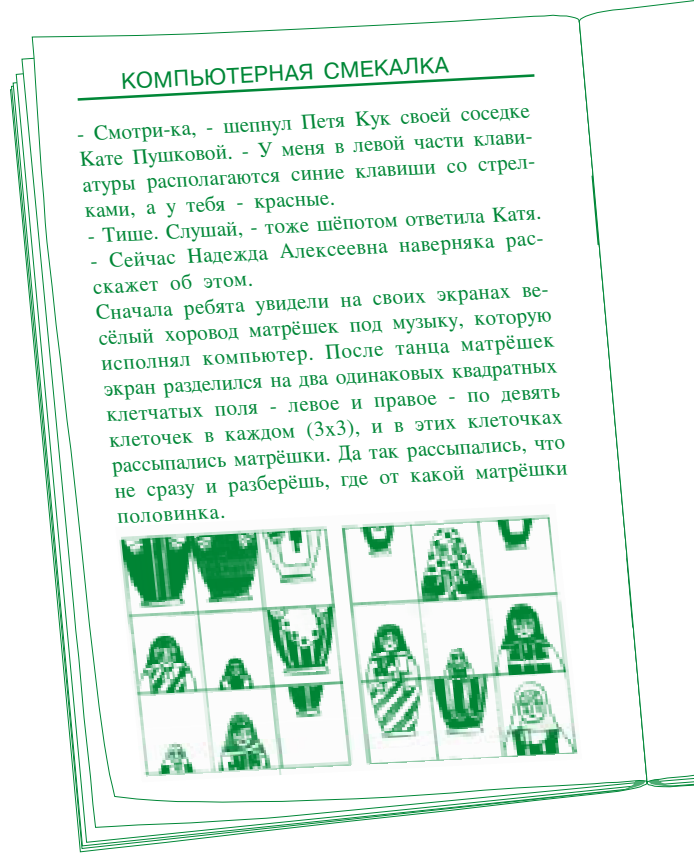 КОМПЬЮТЕРНАЯ СМЕКАЛКА
- Смотри-ка, - шепнул Петя Кук своей соседке
Кате Пушковой. - У меня в левой части клави-
атуры располагаются синие клавиши со стрел-
ками, а у тебя - красные.
- Тише. Слушай, - тоже шёпотом ответила Катя.
- Сейчас Надежда Алексеевна наверняка рас-
скажет об этом.
Сначала ребята увидели на своих экранах ве-
сёлый хоровод матрёшек под музыку, которую
исполнял компьютер. После танца матрёшек
экран разделился на два одинаковых квадратных
клетчатых поля - левое и правое - по девять
клеточек в каждом (3х3), и в этих клеточках
рассыпались матрёшки. Да так рассыпались, что
не сразу и разберёшь, где от какой матрёшки
половинка.